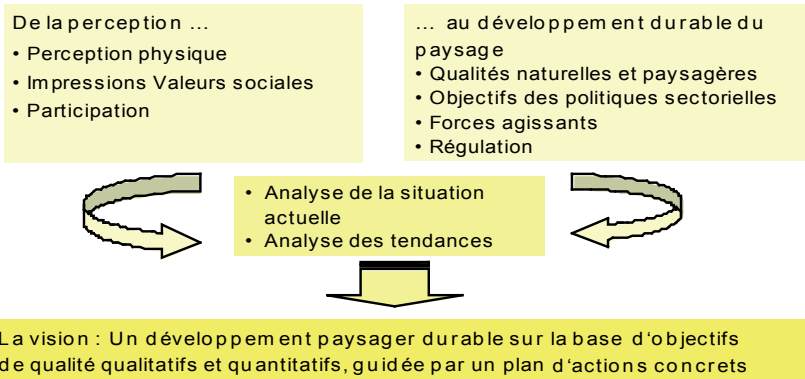 De la perception ...
• Perception physique
• Impressions Valeurs sociales
• Participation
... au développement durable du
paysage
• Qualités naturelles et paysagères
• Objectifs des politiques sectorielles
• Forces agissants
• Régulation
• Analyse de la situation
actuelle
• Analyse des tendances
La vision : Un développement paysager durable sur la base d‘objectifs
de qualité qualitatifs et quantitatifs, guidée par un plan d‘actions concrets